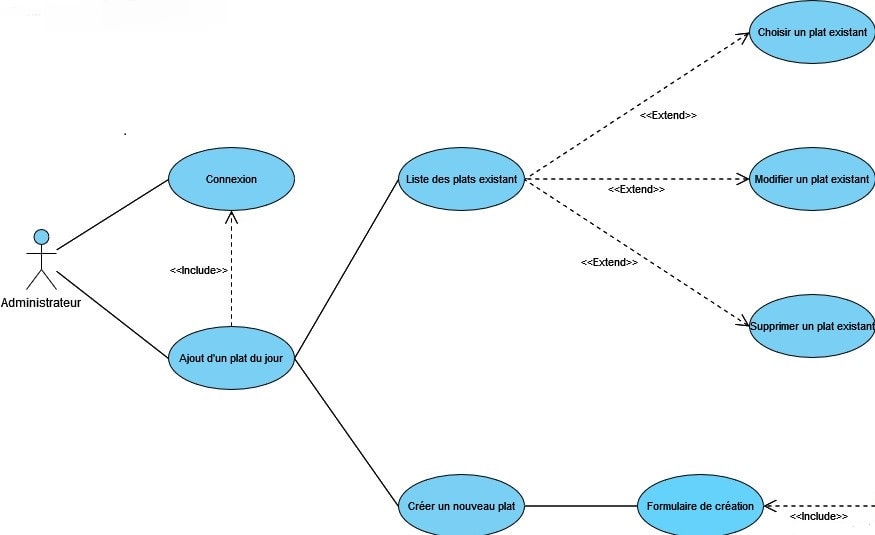 Choisir un plat existant
<<Extend>>
Connexion
Liste des plats existant
<<Extend>>
Modifier un plat existant
<<Include>>
<<Extend>>
Administrateur
Supprimer un plat existant
Ajout d'un plat du jour
Créer un nouveau plat
Formulaire de création
<<Include>>